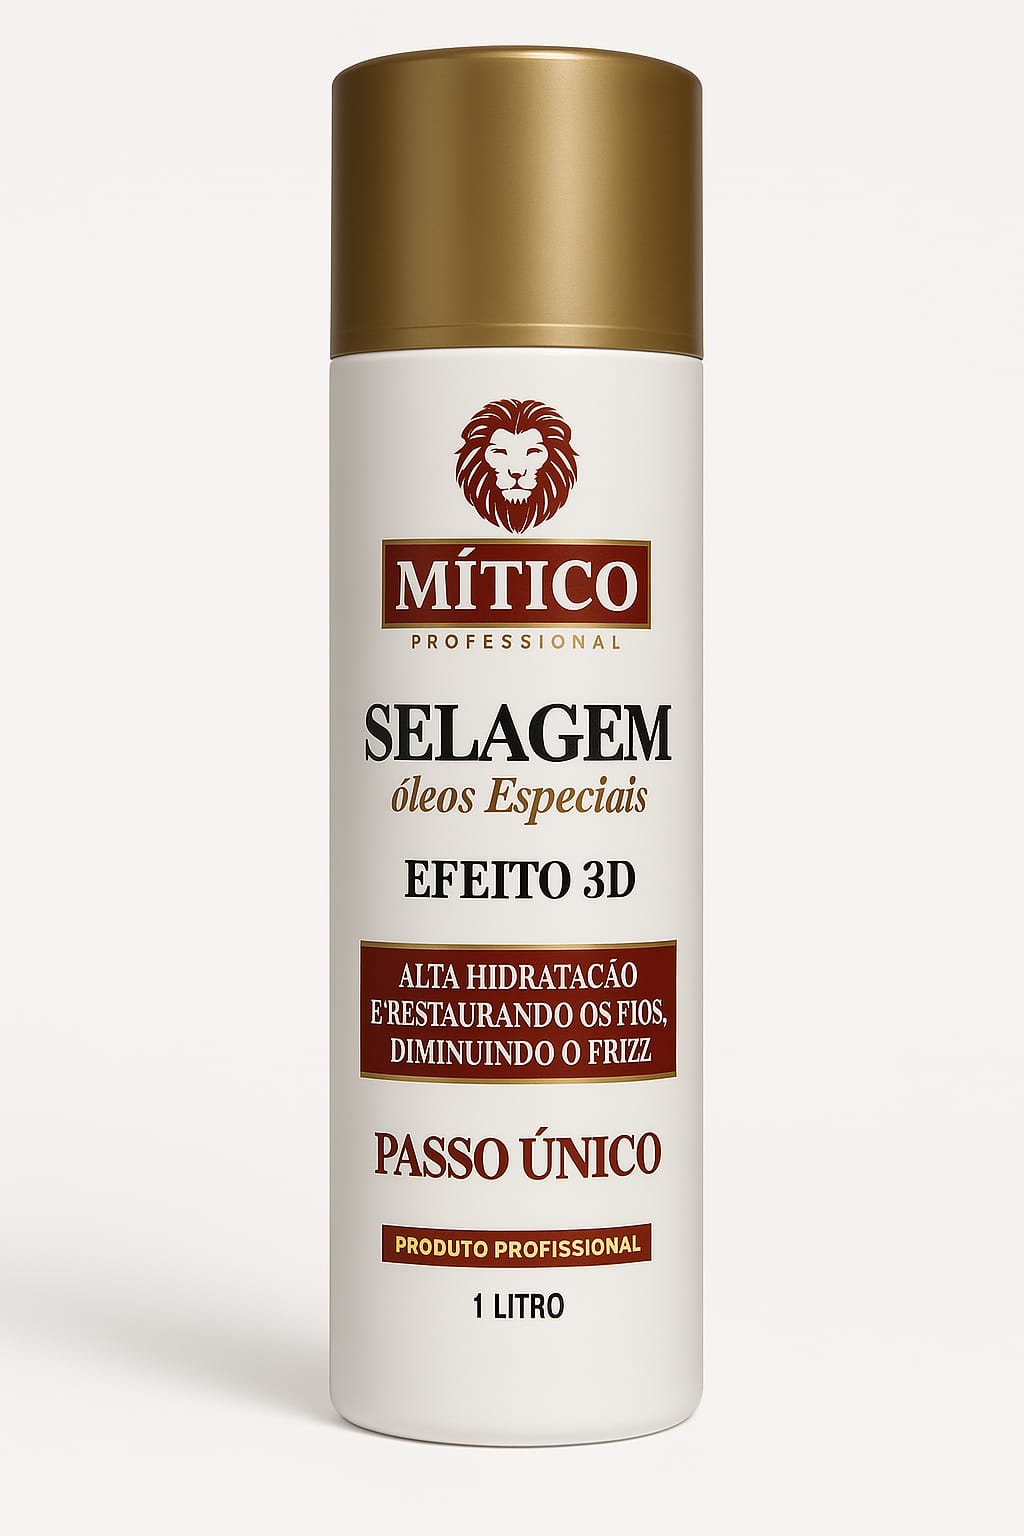 MÍTICO
PROFESSIONAL
SELAGEM
óleos Especiais
EFEITO 3D
ALTA HIDRATACÃO
E'RESTAURANDO OS FIOS,
DIMINUINDO O FRIZZ
PASSO ÚNICO
PRODUTO PROFISSIONAL
1 LITRO